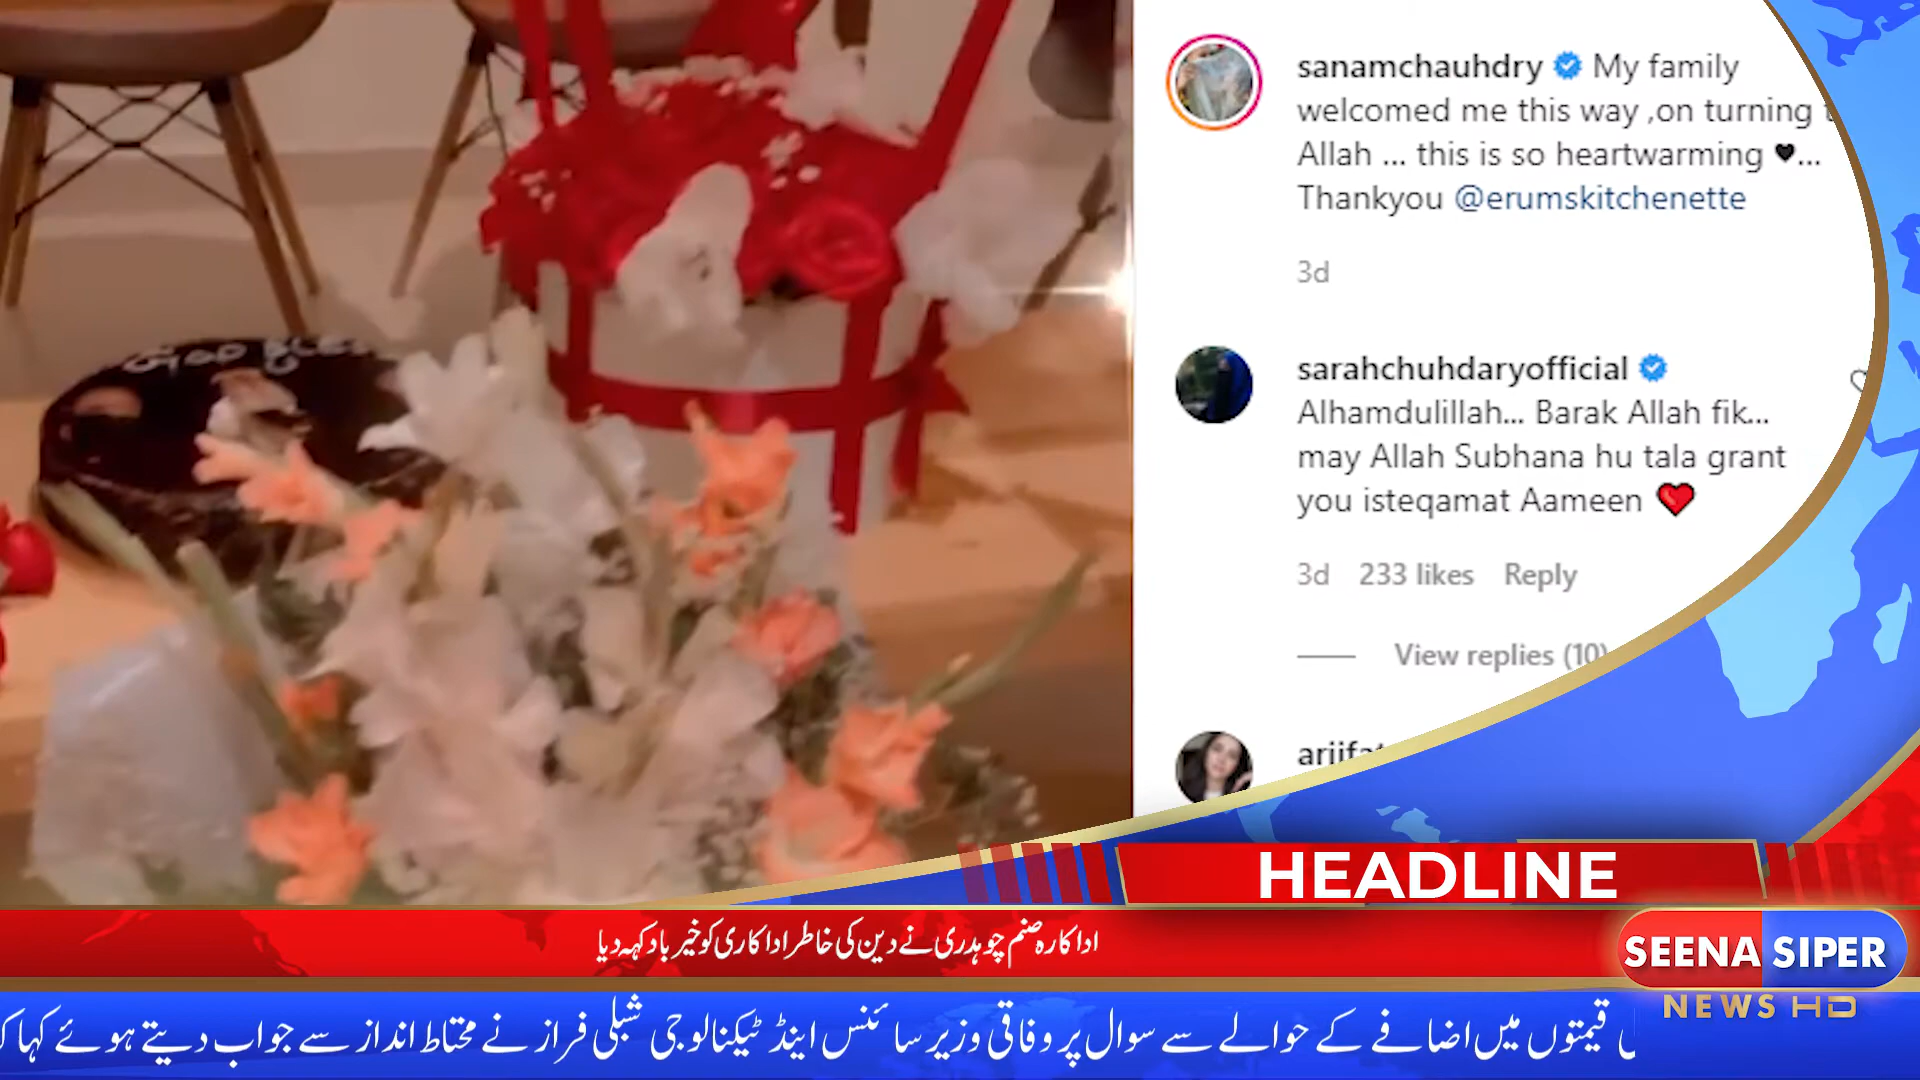 GOD BLESS
sanamchauhdry My family
welcomed me this way ,on turning
Allah ... this is so heartwarming 🖤...
Thankyou @erumskitchenette
3d
sarahchuhdaryofficial
Alhamdulillah... Barak Allah fik...
may Allah Subhana hu tala grant
you isteqamat Aameen ❤️
3d 233 likes Reply
View replies (10)
HEADLINE
اداکارہ صنم چوہدری نے دین کی خاطر اداکاری کو خیر باد کہہ دیا
SEENA SIPER
NEWS HD
قیمتوں میں اضافے کے حوالے سے سوال پر وفاقی وزیر سائنس اینڈ ٹیکنالوجی شبلی فراز نے محتاط انداز سے جواب دیتے ہوئے کہا